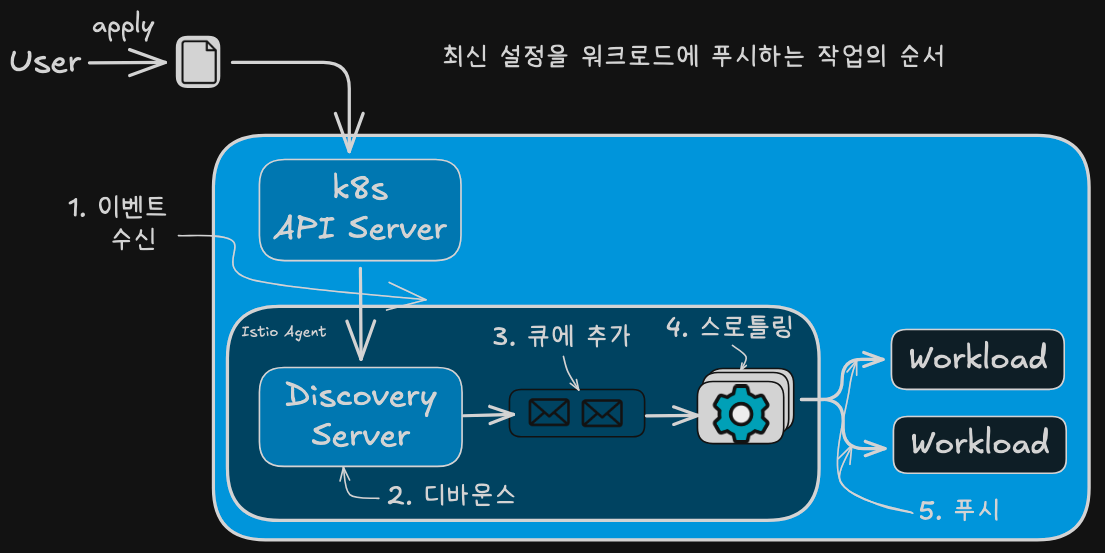 apply
User
최신 설정을 워크로드에 푸시하는 작업의 순서
k8s
API Server
1. 이벤트
수신
Istio Agent
3. 큐에 추가
4. 스로틀링
Discovery
Server
Workload
Workload
2. 디바운스
5. 푸시